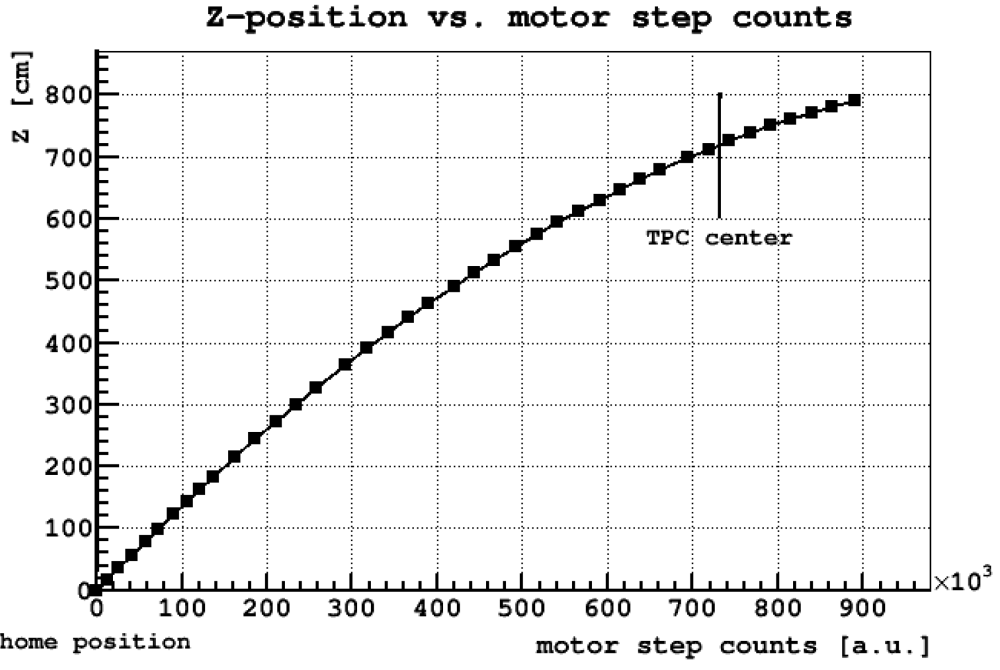 Z-position vs. motor step counts
Z [cm]
800
700
600
500
400
300
200
100
0
TPC center
0 100 200 300 400 500 600 700 800 900 ×10³
home position motor step counts [a.u.]